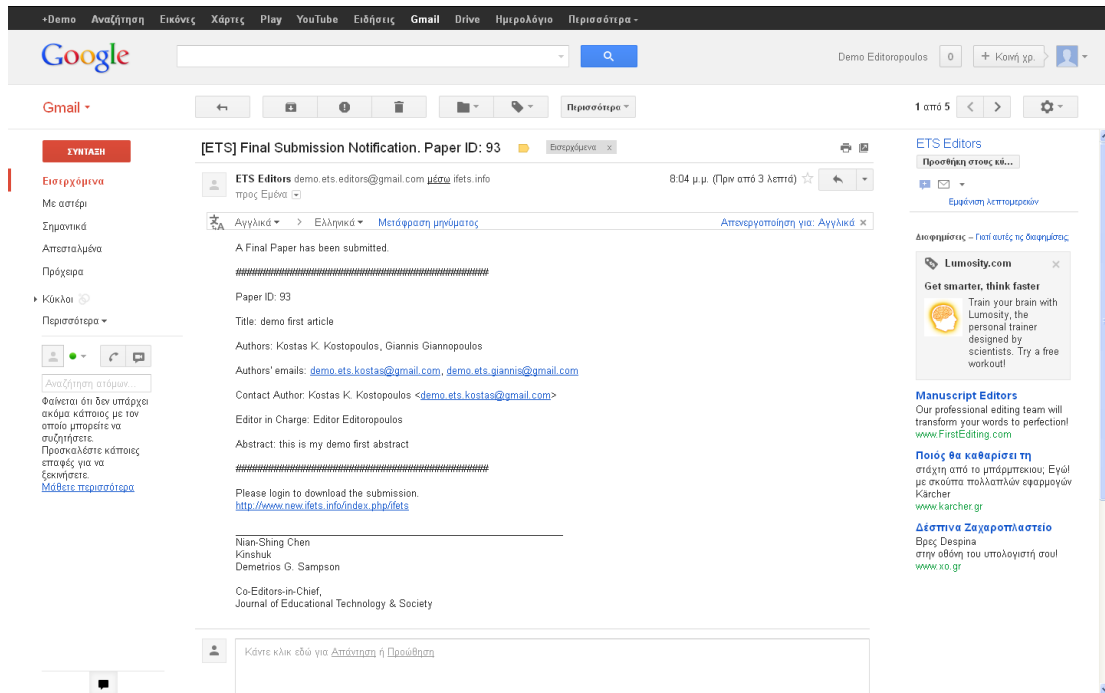 +Demo Αναζήτηση Εικόνες Χάρτες Play YouTube Ειδήσεις Gmail Drive Ημερολόγιο Περισσότερα
Google
Demo Editoropoulos 0 + Κοινή χρ.
Gmail
Περισσότερα
1 από 5
ΣΥΝΤΑΞΗ
Εισερχόμενα
Με αστέρι
Σημαντικά
Απεσταλμένα
Πρόχειρα
Κύκλοι
Περισσότερα
Αναζήτηση ατόμων...
Φαίνεται ότι δεν υπάρχει
ακόμα κάποιος με τον
οποίο μπορείτε να
συζητήσετε.
Προσκαλέστε κάποιες
επαφές για να
ξεκινήσετε.
Μάθετε περισσότερα
[ETS] Final Submission Notification. Paper ID: 93 Εισερχόμενα x
ETS Editors demo.ets.editors@gmail.com μέσω ifets.info 8:04 μ.μ. (Πριν από 3 λεπτά)
προς Εμένα
Αγγλικά > Ελληνικά Μετάφραση μηνύματος Απενεργοποίηση για: Αγγλικά x
A Final Paper has been submitted.
################################################
Paper ID: 93
Title: demo first article
Authors: Kostas K. Kostopoulos, Giannis Giannopoulos
Authors' emails: demo.ets.kostas@gmail.com, demo.ets.giannis@gmail.com
Contact Author: Kostas K. Kostopoulos <demo.ets.kostas@gmail.com>
Editor in Charge: Editor Editoropoulos
Abstract: this is my demo first abstract
################################################
Please login to download the submission.
http://www.new.ifets.info/index.php/ifets
Nian-Shing Chen
Kinshuk
Demetrios G. Sampson
Co-Editors-in-Chief,
Journal of Educational Technology & Society
Κάντε κλικ εδώ για Απάντηση ή Προώθηση
ETS Editors
Προσθήκη στους κύ...
Εμφάνιση λεπτομερειών
Διαφημίσεις – Γιατί αυτές τις διαφημίσεις;
Lumosity.com
Get smarter, think faster
Train your brain with
Lumosity, the
personal trainer
designed by
scientists. Try a free
workout!
Manuscript Editors
Our professional editing team will
transform your words to perfection!
www.FirstEditing.com
Ποιός θα καθαρίσει τη
στάχτη από το μπάρμπεκιου; Εγώ!
με σκούπα πολλαπλών εφαρμογών
Kärcher
www.karcher.gr
Δέσπινα Ζαχαροπλαστείο
Βρες Despina
στην οθόνη του υπολογιστή σου!
www.xo.gr